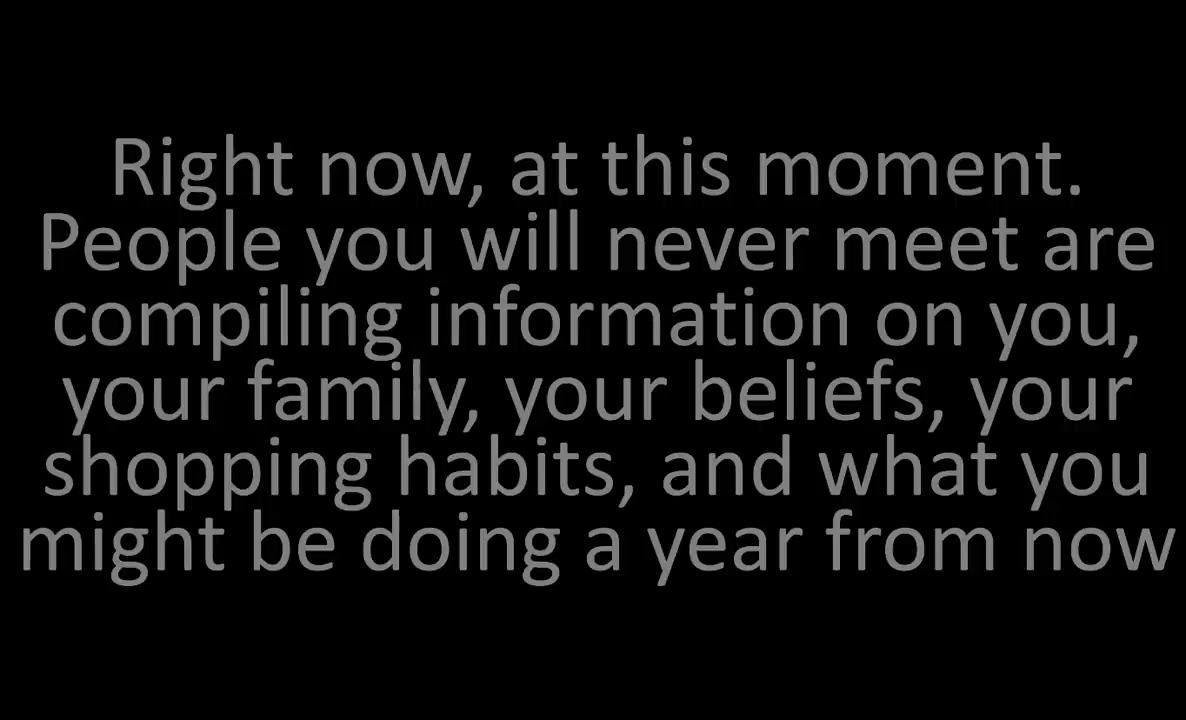 Right now, at this moment.
People you will never meet are
compiling information on you,
your family, your beliefs, your
shopping habits, and what you
might be doing a year from now